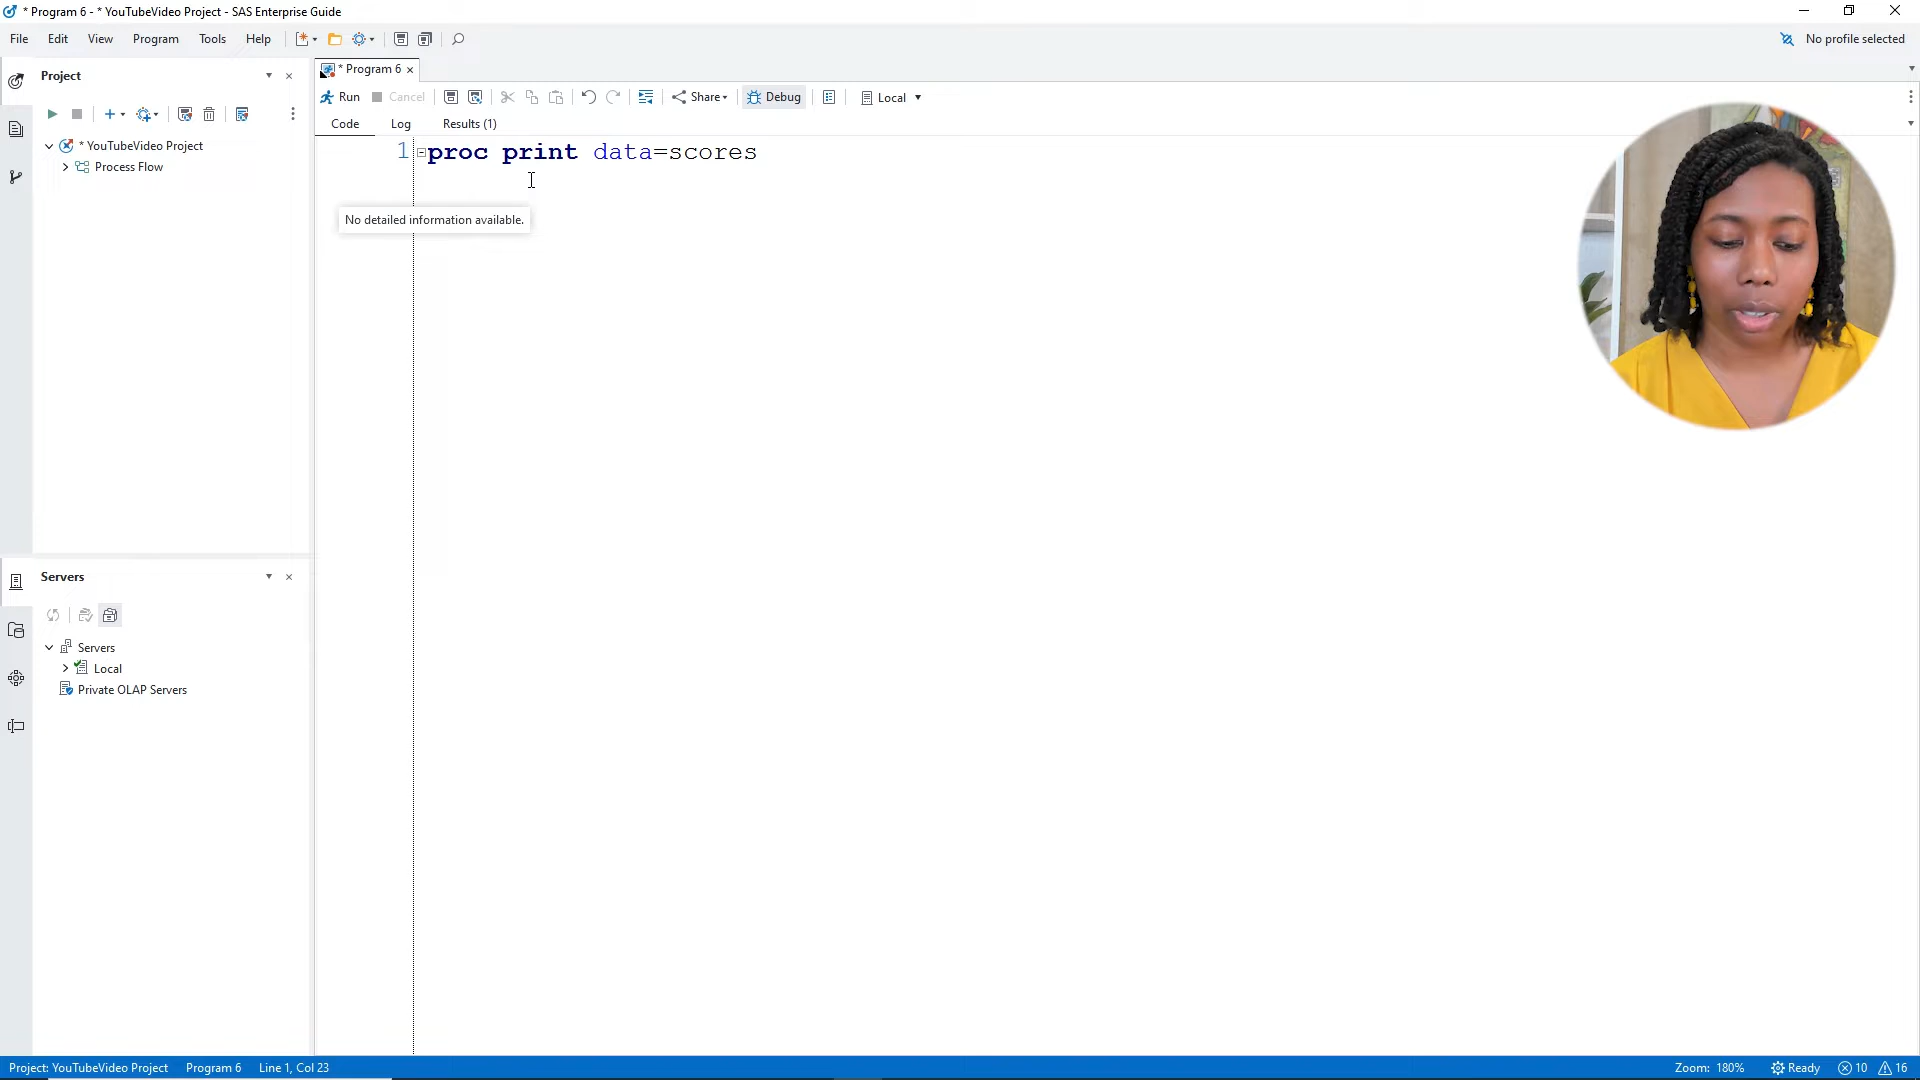 * Program 6 - * YouTubeVideo Project - SAS Enterprise Guide
File Edit View Program Tools Help
No profile selected
Project
* Program 6
Run Cancel Share Debug Local
Code Log Results (1)
* YouTubeVideo Project
Process Flow
1 proc print data=scores
No detailed information available.
Servers
Servers
Local
Private OLAP Servers
Project: YouTubeVideo Project Program 6 Line 1, Col 23 Zoom: 180% Ready 10 16